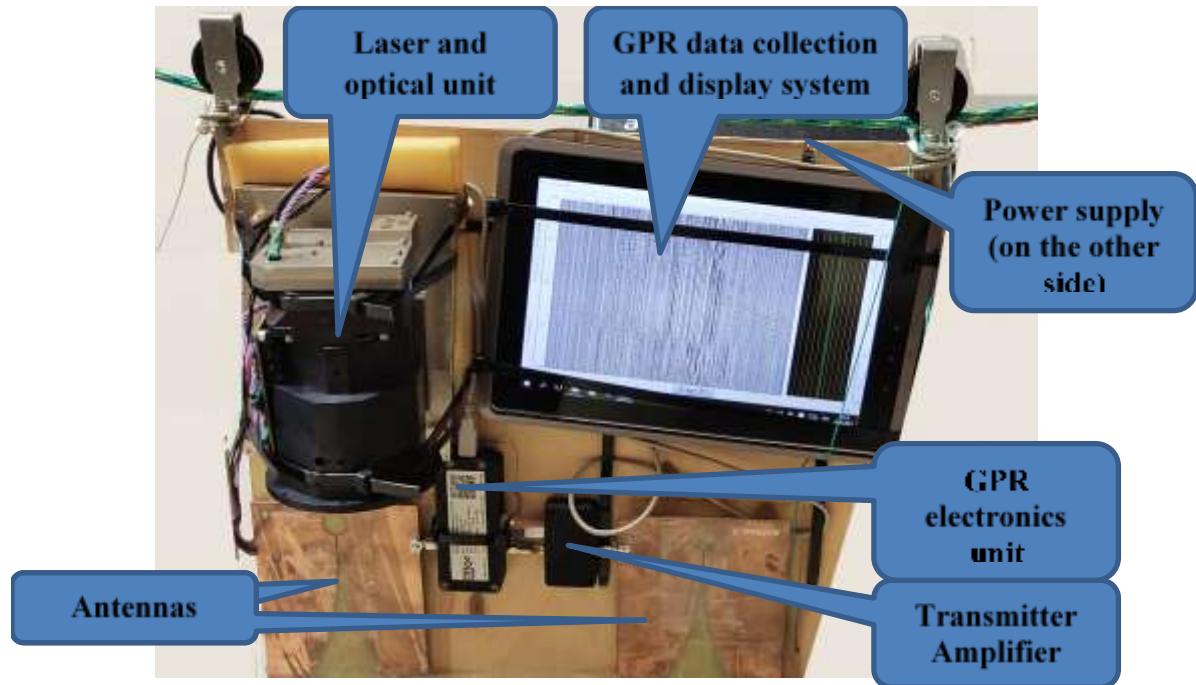 Laser and
optical unit
GPR data collection
and display system
Power supply
(on the other
side)
GPR
electronics
unit
Antennas
Transmitter
Amplifier